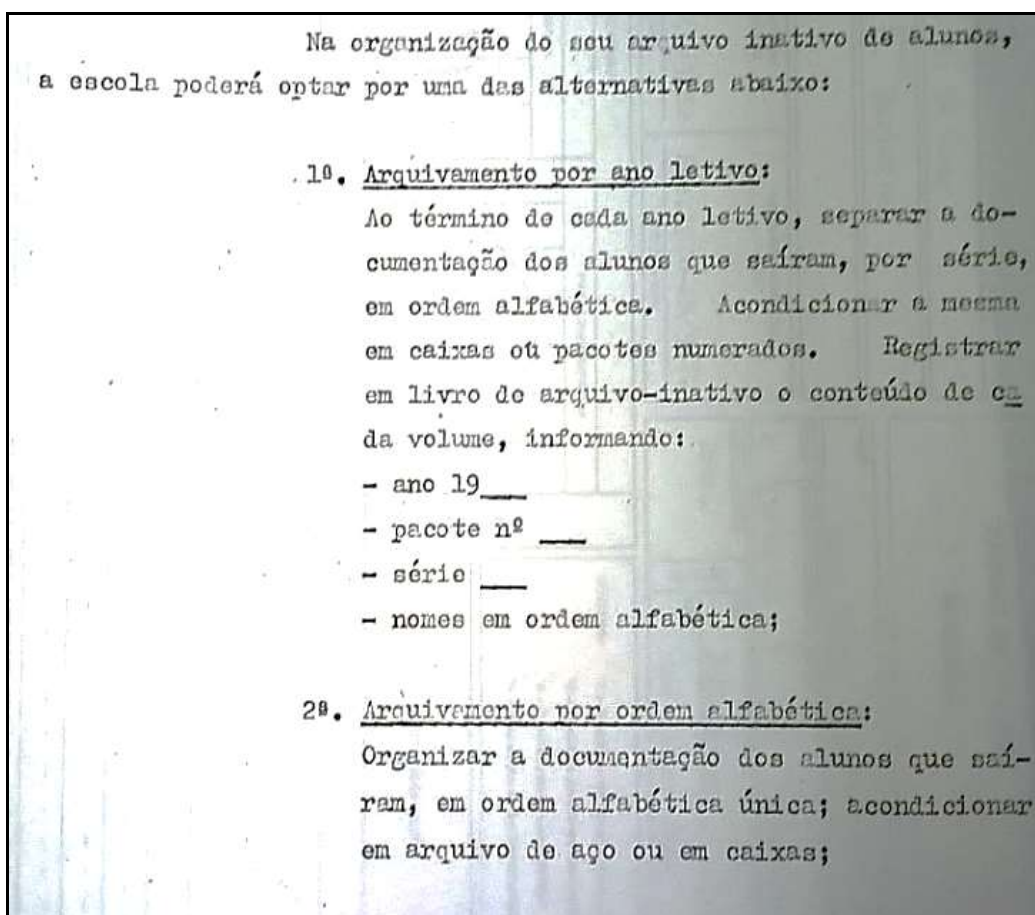 Na organização do seu arquivo inativo de alunos,
a escola poderá optar por uma das alternativas abaixo:
1ª. Arquivamento por ano letivo:
Ao término de cada ano letivo, separar a do-
cumentação dos alunos que saíram, por série,
em ordem alfabética. Acondicionar a mesma
em caixas ou pacotes numerados. Registrar
em livro de arquivo-inativo o conteúdo de ca
da volume, informando:
- ano 19___
- pacote nº ___
- série ___
- nomes em ordem alfabética;
2ª. Arquivamento por ordem alfabética:
Organizar a documentação dos alunos que saí-
ram, em ordem alfabética única; acondicionar
em arquivo de aço ou em caixas;